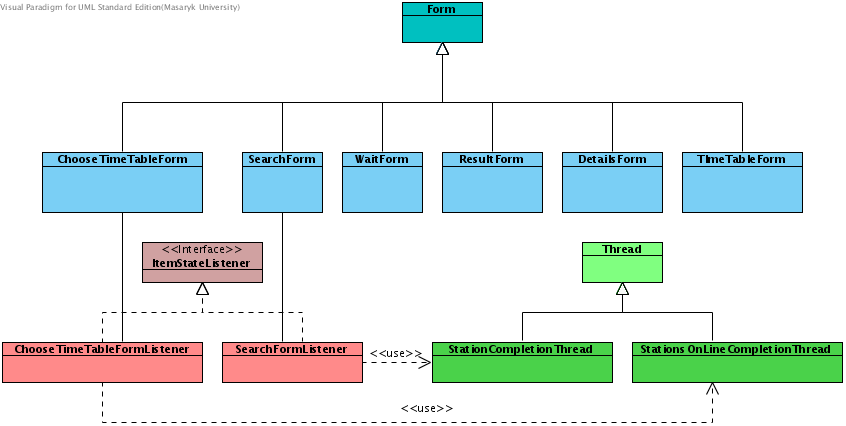 Visual Paradigm for UML Standard Edition(Masaryk University)
Form
ChooseTimeTableForm
SearchForm
WaitForm
ResultForm
DetailsForm
TImeTableForm
<<Interface>>
ItemStateListener
Thread
ChooseTimeTableFormListener
SearchFormListener
<<use>>
StationCompletionThread
StationsOnLineCompletionThread
<<use>>